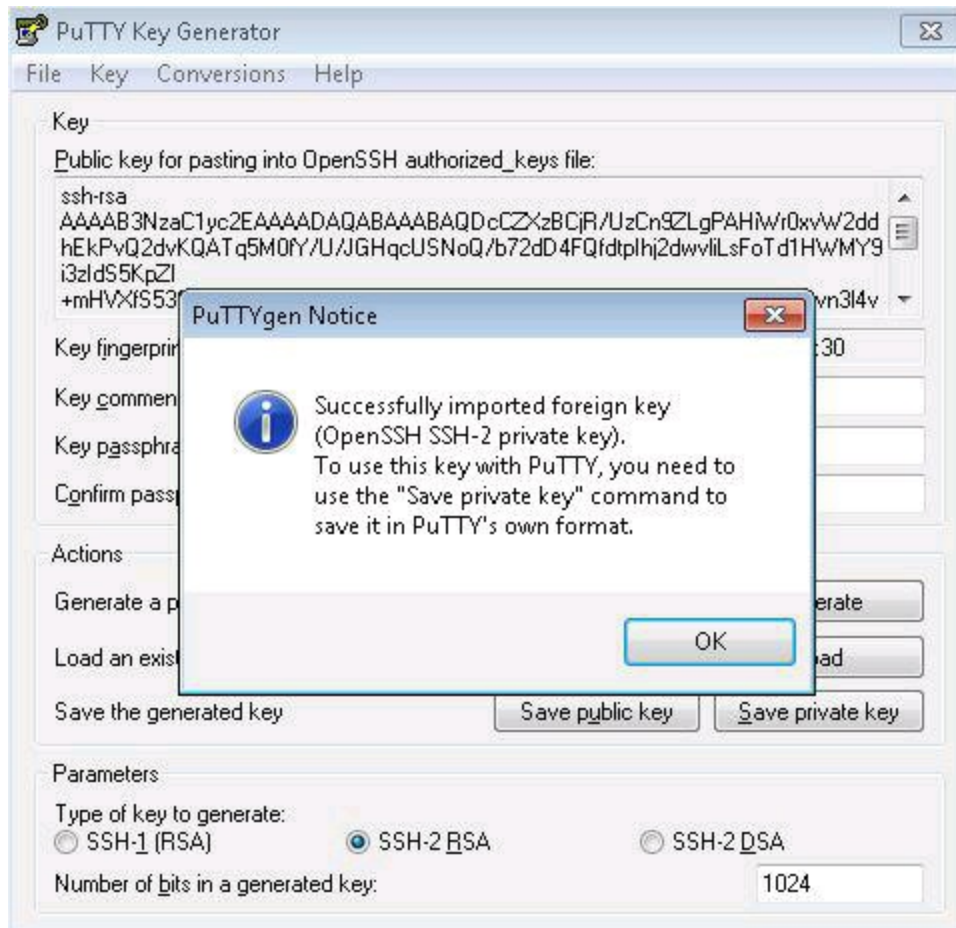 PuTTY Key Generator
File Key Conversions Help
Key
Public key for pasting into OpenSSH authorized_keys file:
ssh-rsa
AAAAB3NzaC1yc2EAAAADAQABAAABAQDcCZXzBCjR/UzCn9ZLgPAHiWr0xvW2dd
hEkPvQ2dvKQATq5M0fY/U/JGHqcUSNoQ/b72dD4FQfdtpIhj2dwvliLsFoTd1HWMY9
i3zIdS5KpZl
+mHVXfS53 vn3l4v
PuTTYgen Notice
Successfully imported foreign key
(OpenSSH SSH-2 private key).
To use this key with PuTTY, you need to
use the "Save private key" command to
save it in PuTTY's own format.
OK
Key fingerprin :30
Key commen
Key passphra
Confirm passp
Actions
Generate a p erate
Load an exist ad
Save the generated key Save public key Save private key
Parameters
Type of key to generate:
SSH-1 (RSA) SSH-2 RSA SSH-2 DSA
Number of bits in a generated key: 1024